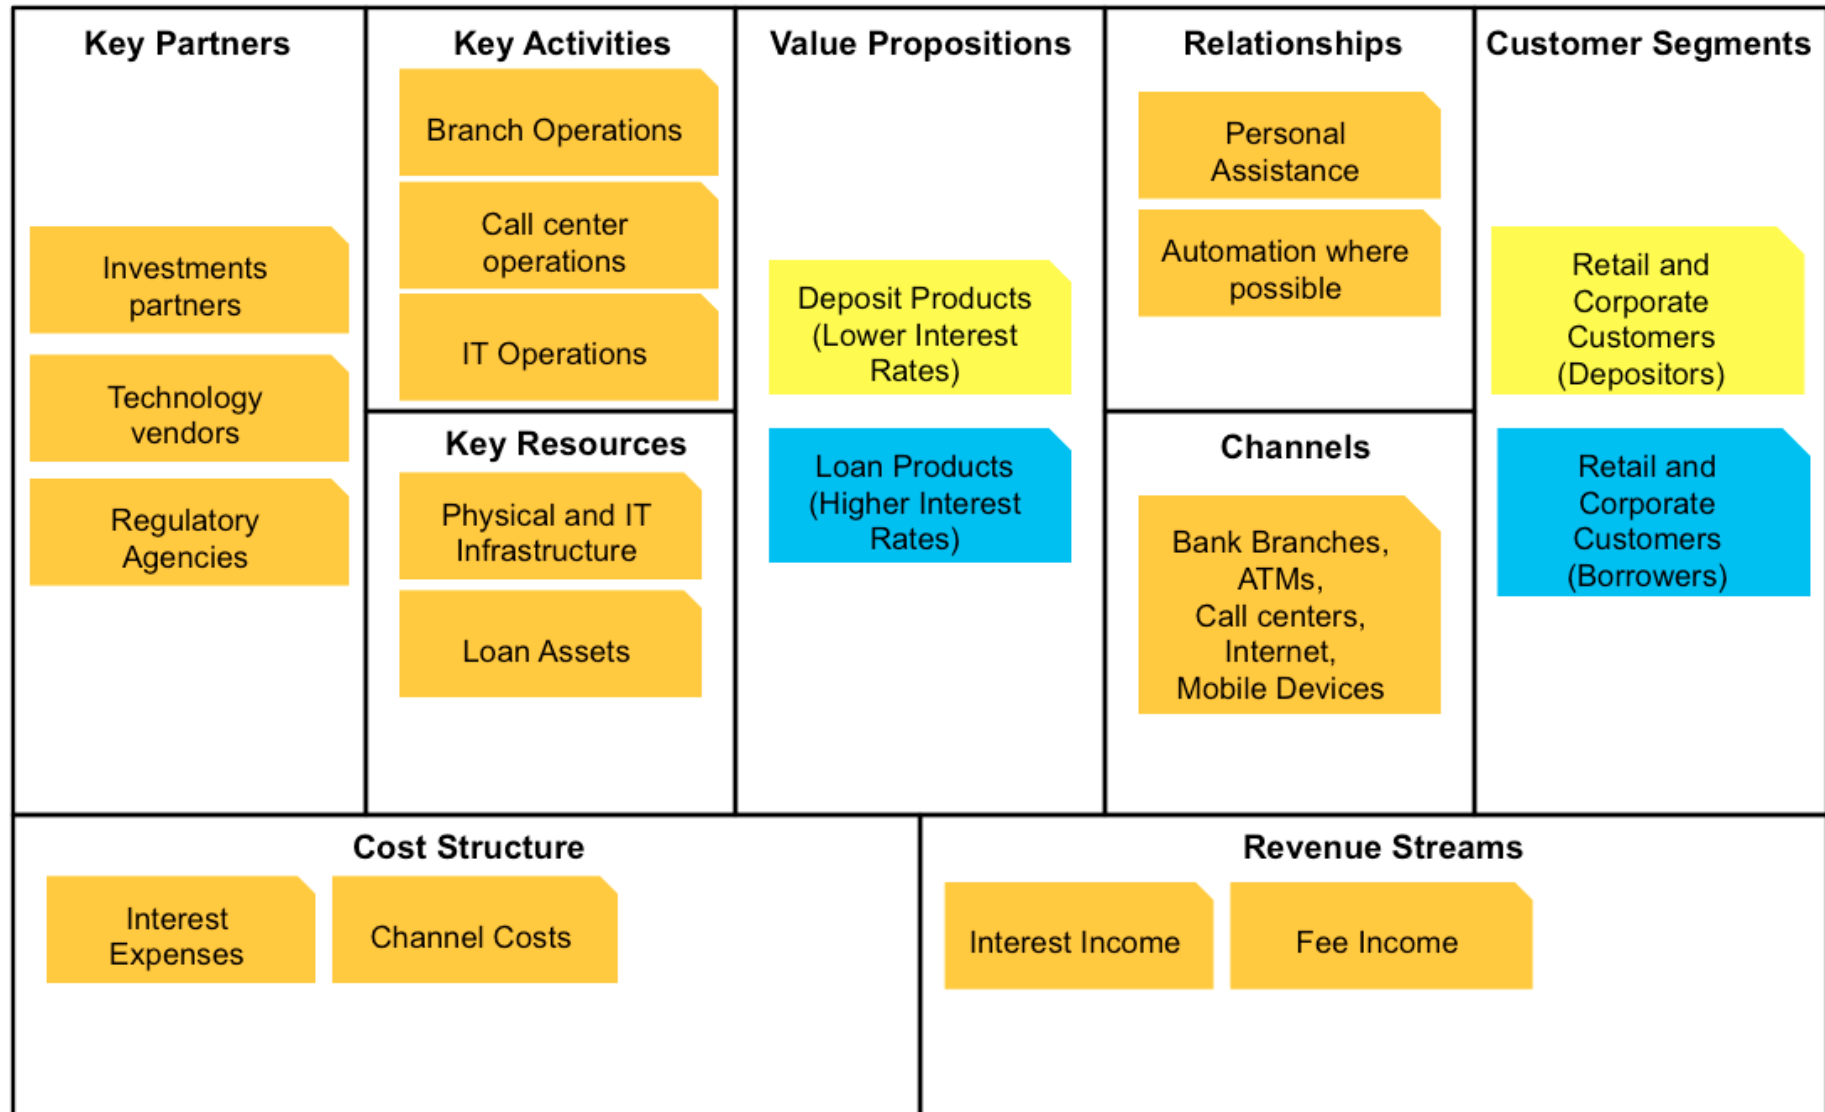 Key Partners
Investments
partners
Technology
vendors
Regulatory
Agencies
Key Activities
Branch Operations
Call center
operations
IT Operations
Key Resources
Physical and IT
Infrastructure
Loan Assets
Value Propositions
Deposit Products
(Lower Interest
Rates)
Loan Products
(Higher Interest
Rates)
Relationships
Personal
Assistance
Automation where
possible
Channels
Bank Branches,
ATMs,
Call centers,
Internet,
Mobile Devices
Customer Segments
Retail and
Corporate
Customers
(Depositors)
Retail and
Corporate
Customers
(Borrowers)
Cost Structure
Interest
Expenses
Channel Costs
Revenue Streams
Interest Income
Fee Income